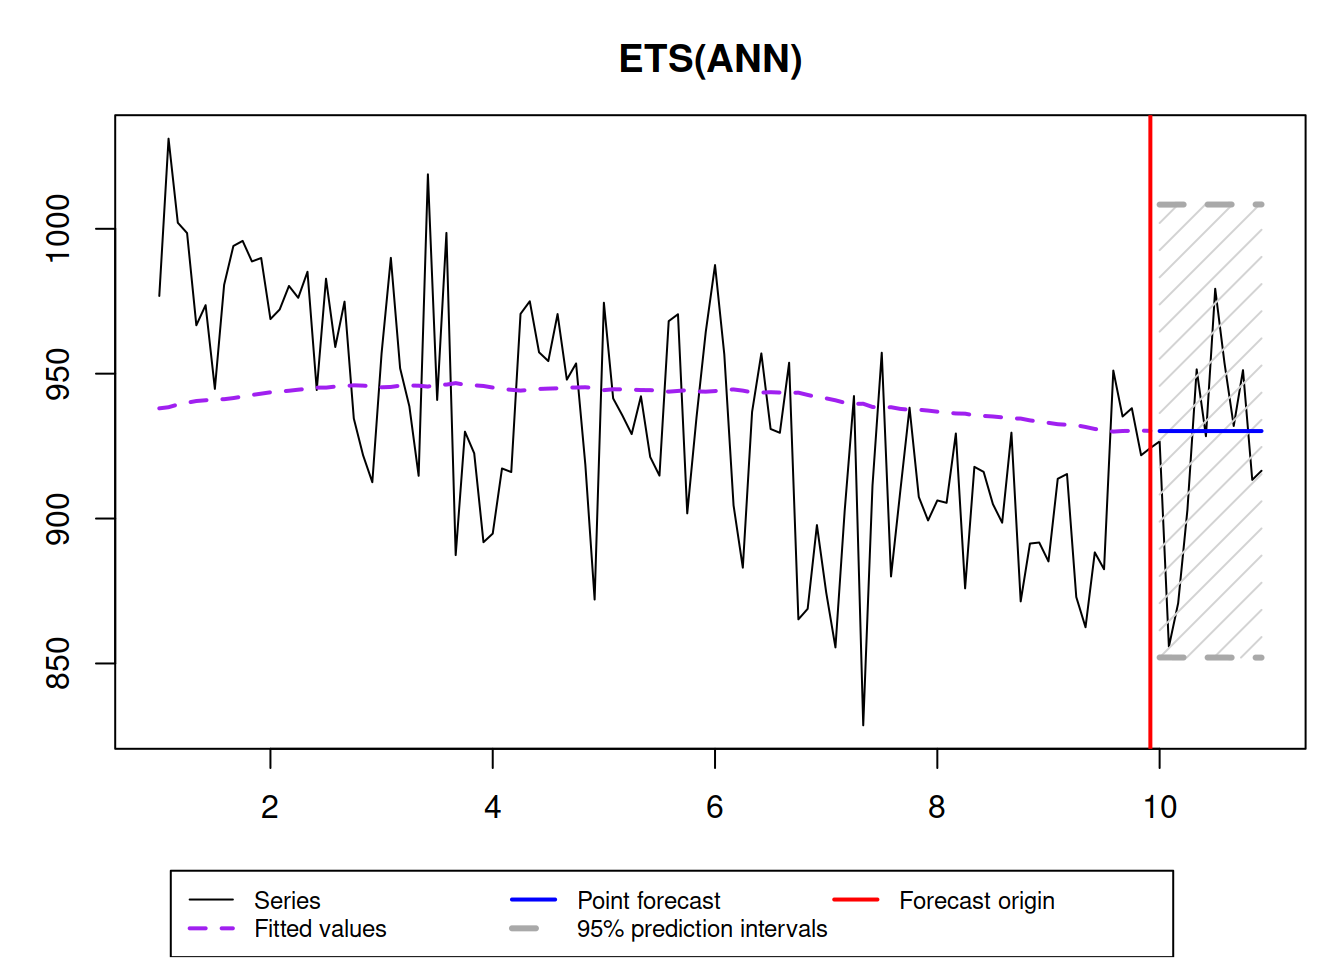 ETS(ANN)
1000
950
900
850
2 4 6 8 10
Series Point forecast Forecast origin
Fitted values 95% prediction intervals